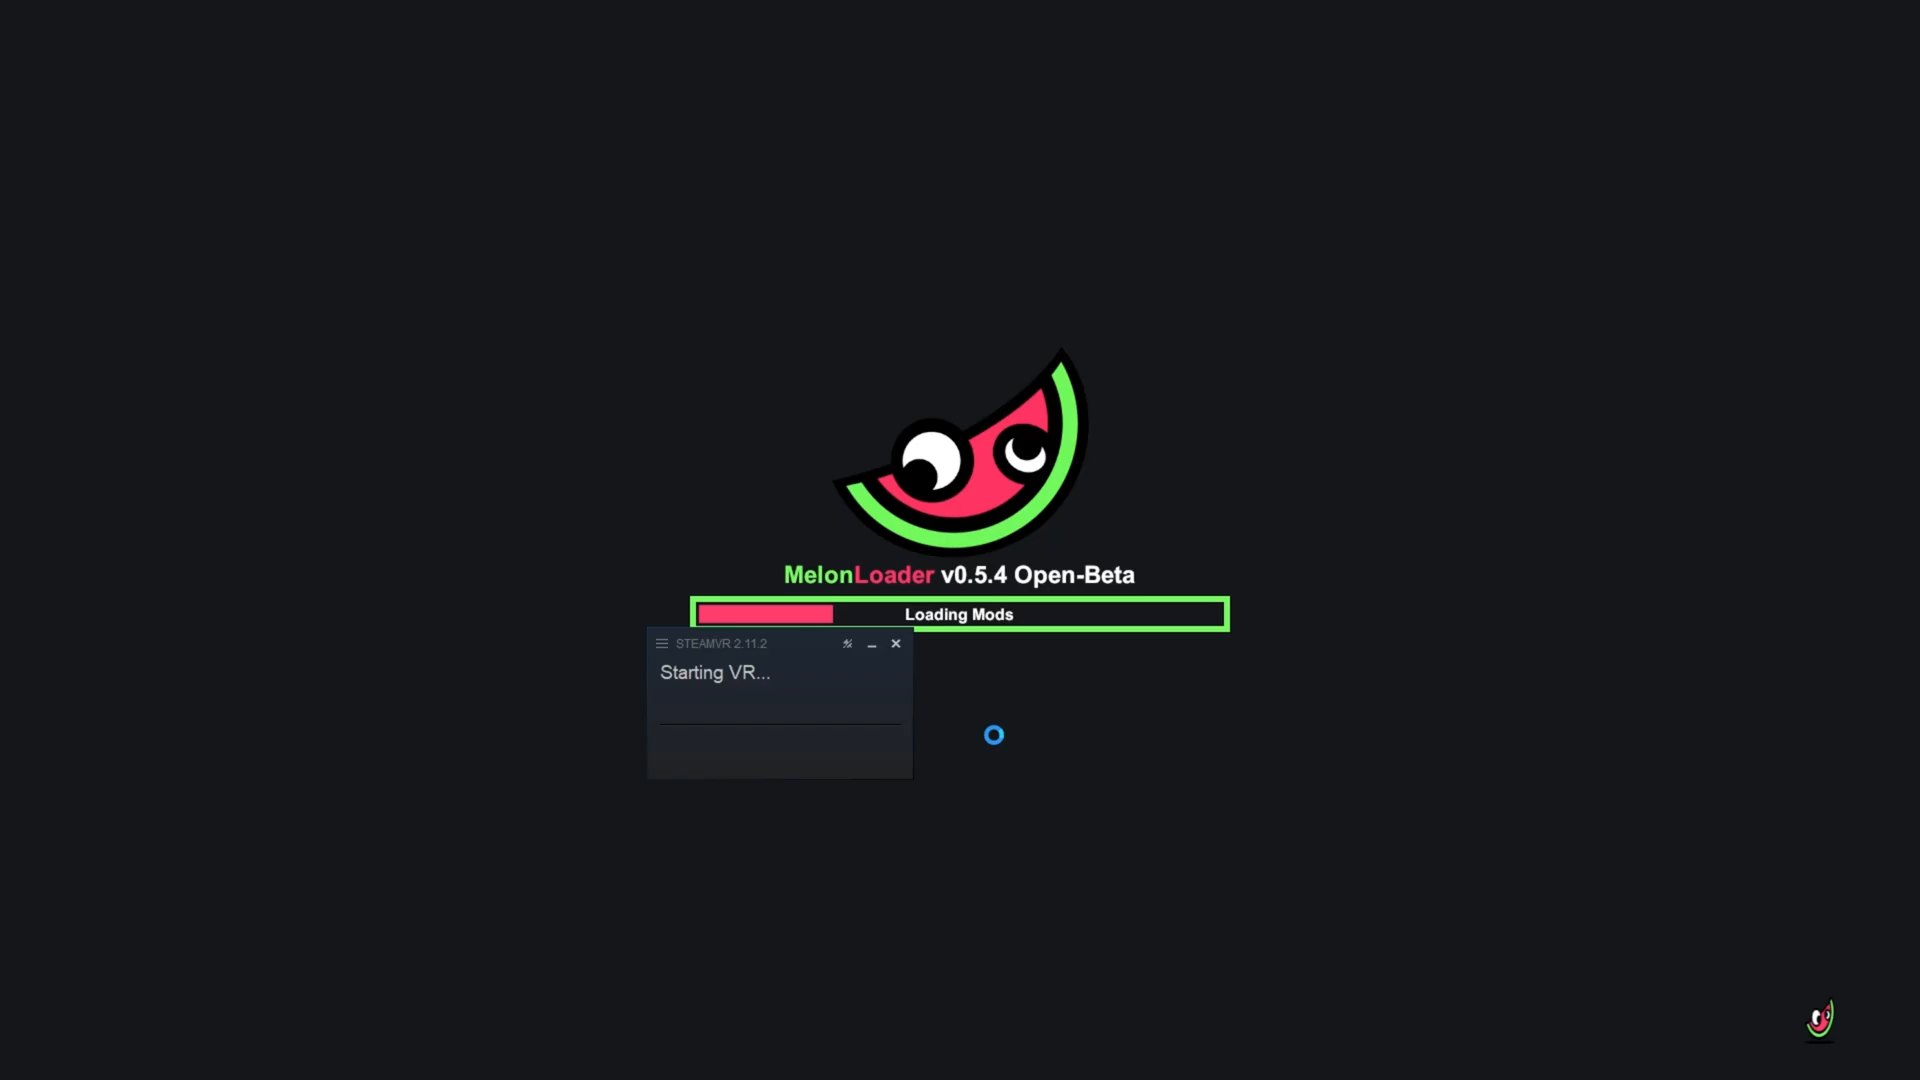 MelonLoader v0.5.4 Open-Beta
Loading Mods
STEAMVR 2.11.2
Starting VR...